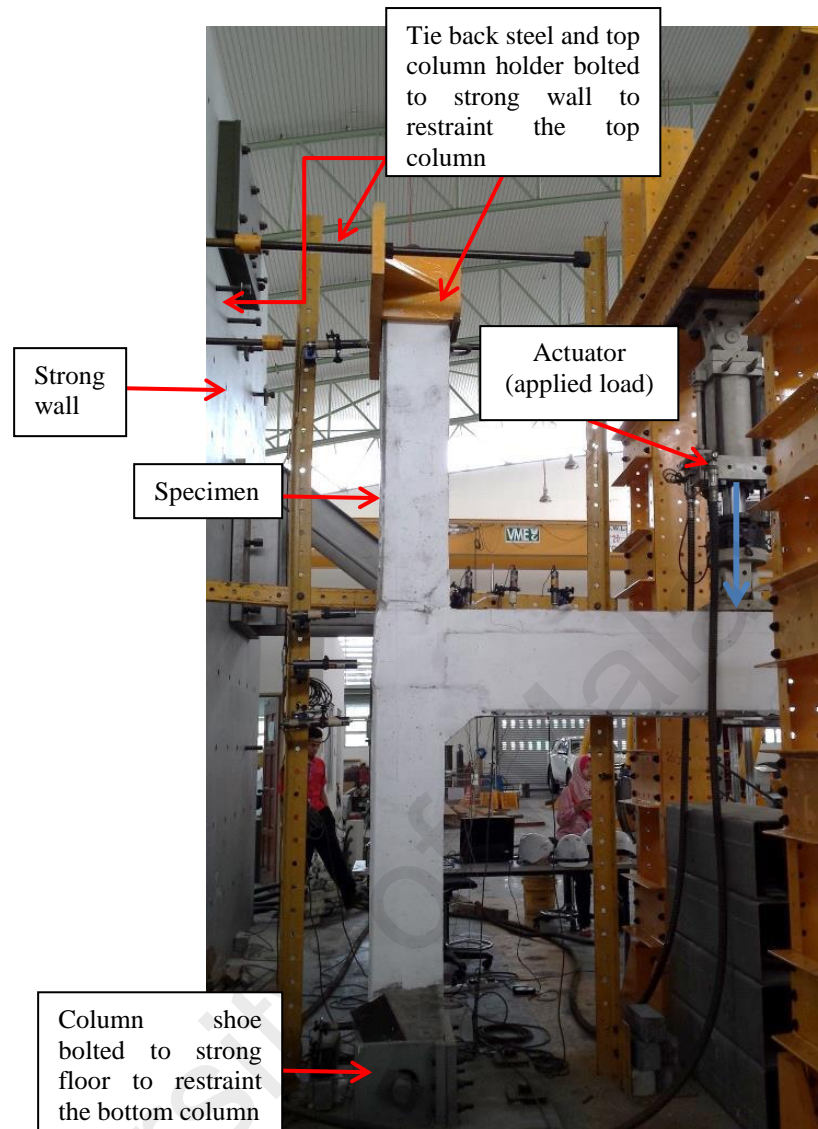 Tie back steel and top
column holder bolted
to strong wall to
restraint the top
column
Actuator
(applied load)
Strong
wall
Specimen
VME
Column shoe
bolted to strong
floor to restraint
the bottom column